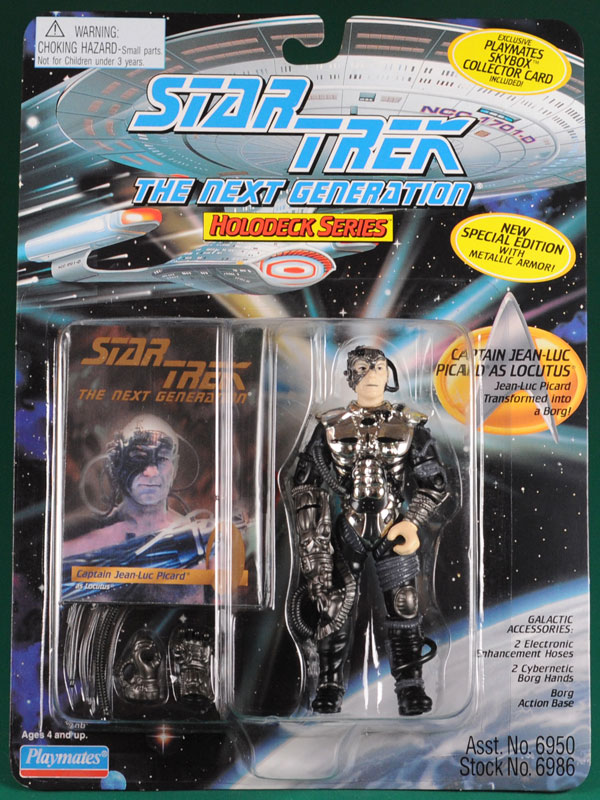 WARNING:
CHOKING HAZARD-Small parts.
Not for Children under 3 years.
EXCLUSIVE
PLAYMATES
SKYBOX™
COLLECTOR CARD
INCLUDED!
NCC-1701-D
STAR
TREK
THE NEXT GENERATION
HOLODECK SERIES
NEW
SPECIAL EDITION
WITH
METALLIC ARMOR!
CAPTAIN JEAN-LUC
PICARD AS LOCUTUS
Jean-Luc Picard
Transformed into
a Borg!
STAR
TREK
THE NEXT GENERATION
Captain Jean-Luc Picard
as Locutus
GALACTIC
ACCESSORIES:
2 Electronic
Enhancement Hoses
2 Cybernetic
Borg Hands
Borg
Action Base
Ages 4 and up.
Playmates®
Asst. No. 6950
Stock No. 6986